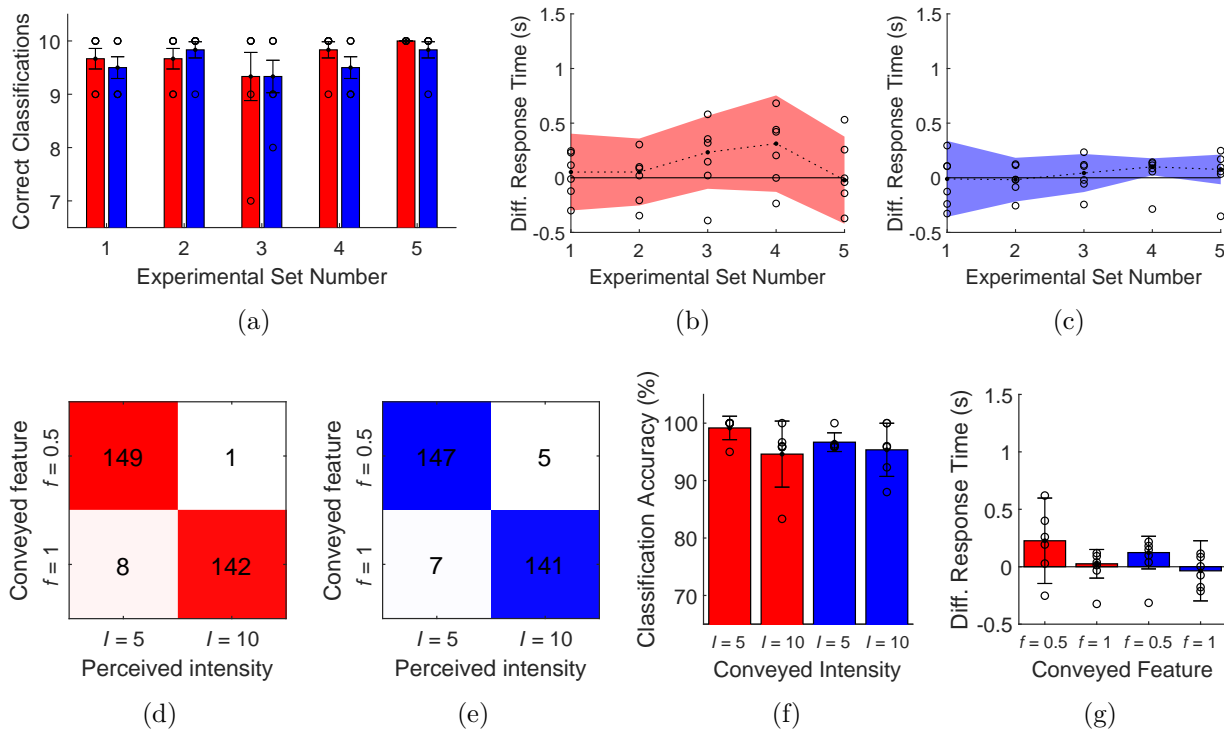 Correct Classifications
10
9
8
7
1 2 3 4 5
Experimental Set Number
(a)
Diff. Response Time (s)
1.5
1
0.5
0
-0.5
1 2 3 4 5
Experimental Set Number
(b)
Diff. Response Time (s)
1.5
1
0.5
0
-0.5
1 2 3 4 5
Experimental Set Number
(c)
Conveyed feature
f = 0.5
f = 1
149 1
8 142
I = 5 I = 10
Perceived intensity
(d)
Conveyed feature
f = 0.5
f = 1
147 5
7 141
I = 5 I = 10
Perceived intensity
(e)
Classification Accuracy (%)
100
90
80
70
I = 5 I = 10 I = 5 I = 10
Conveyed Intensity
(f)
Diff. Response Time (s)
1.5
1
0.5
0
-0.5
f = 0.5 f = 1 f = 0.5 f = 1
Conveyed Feature
(g)